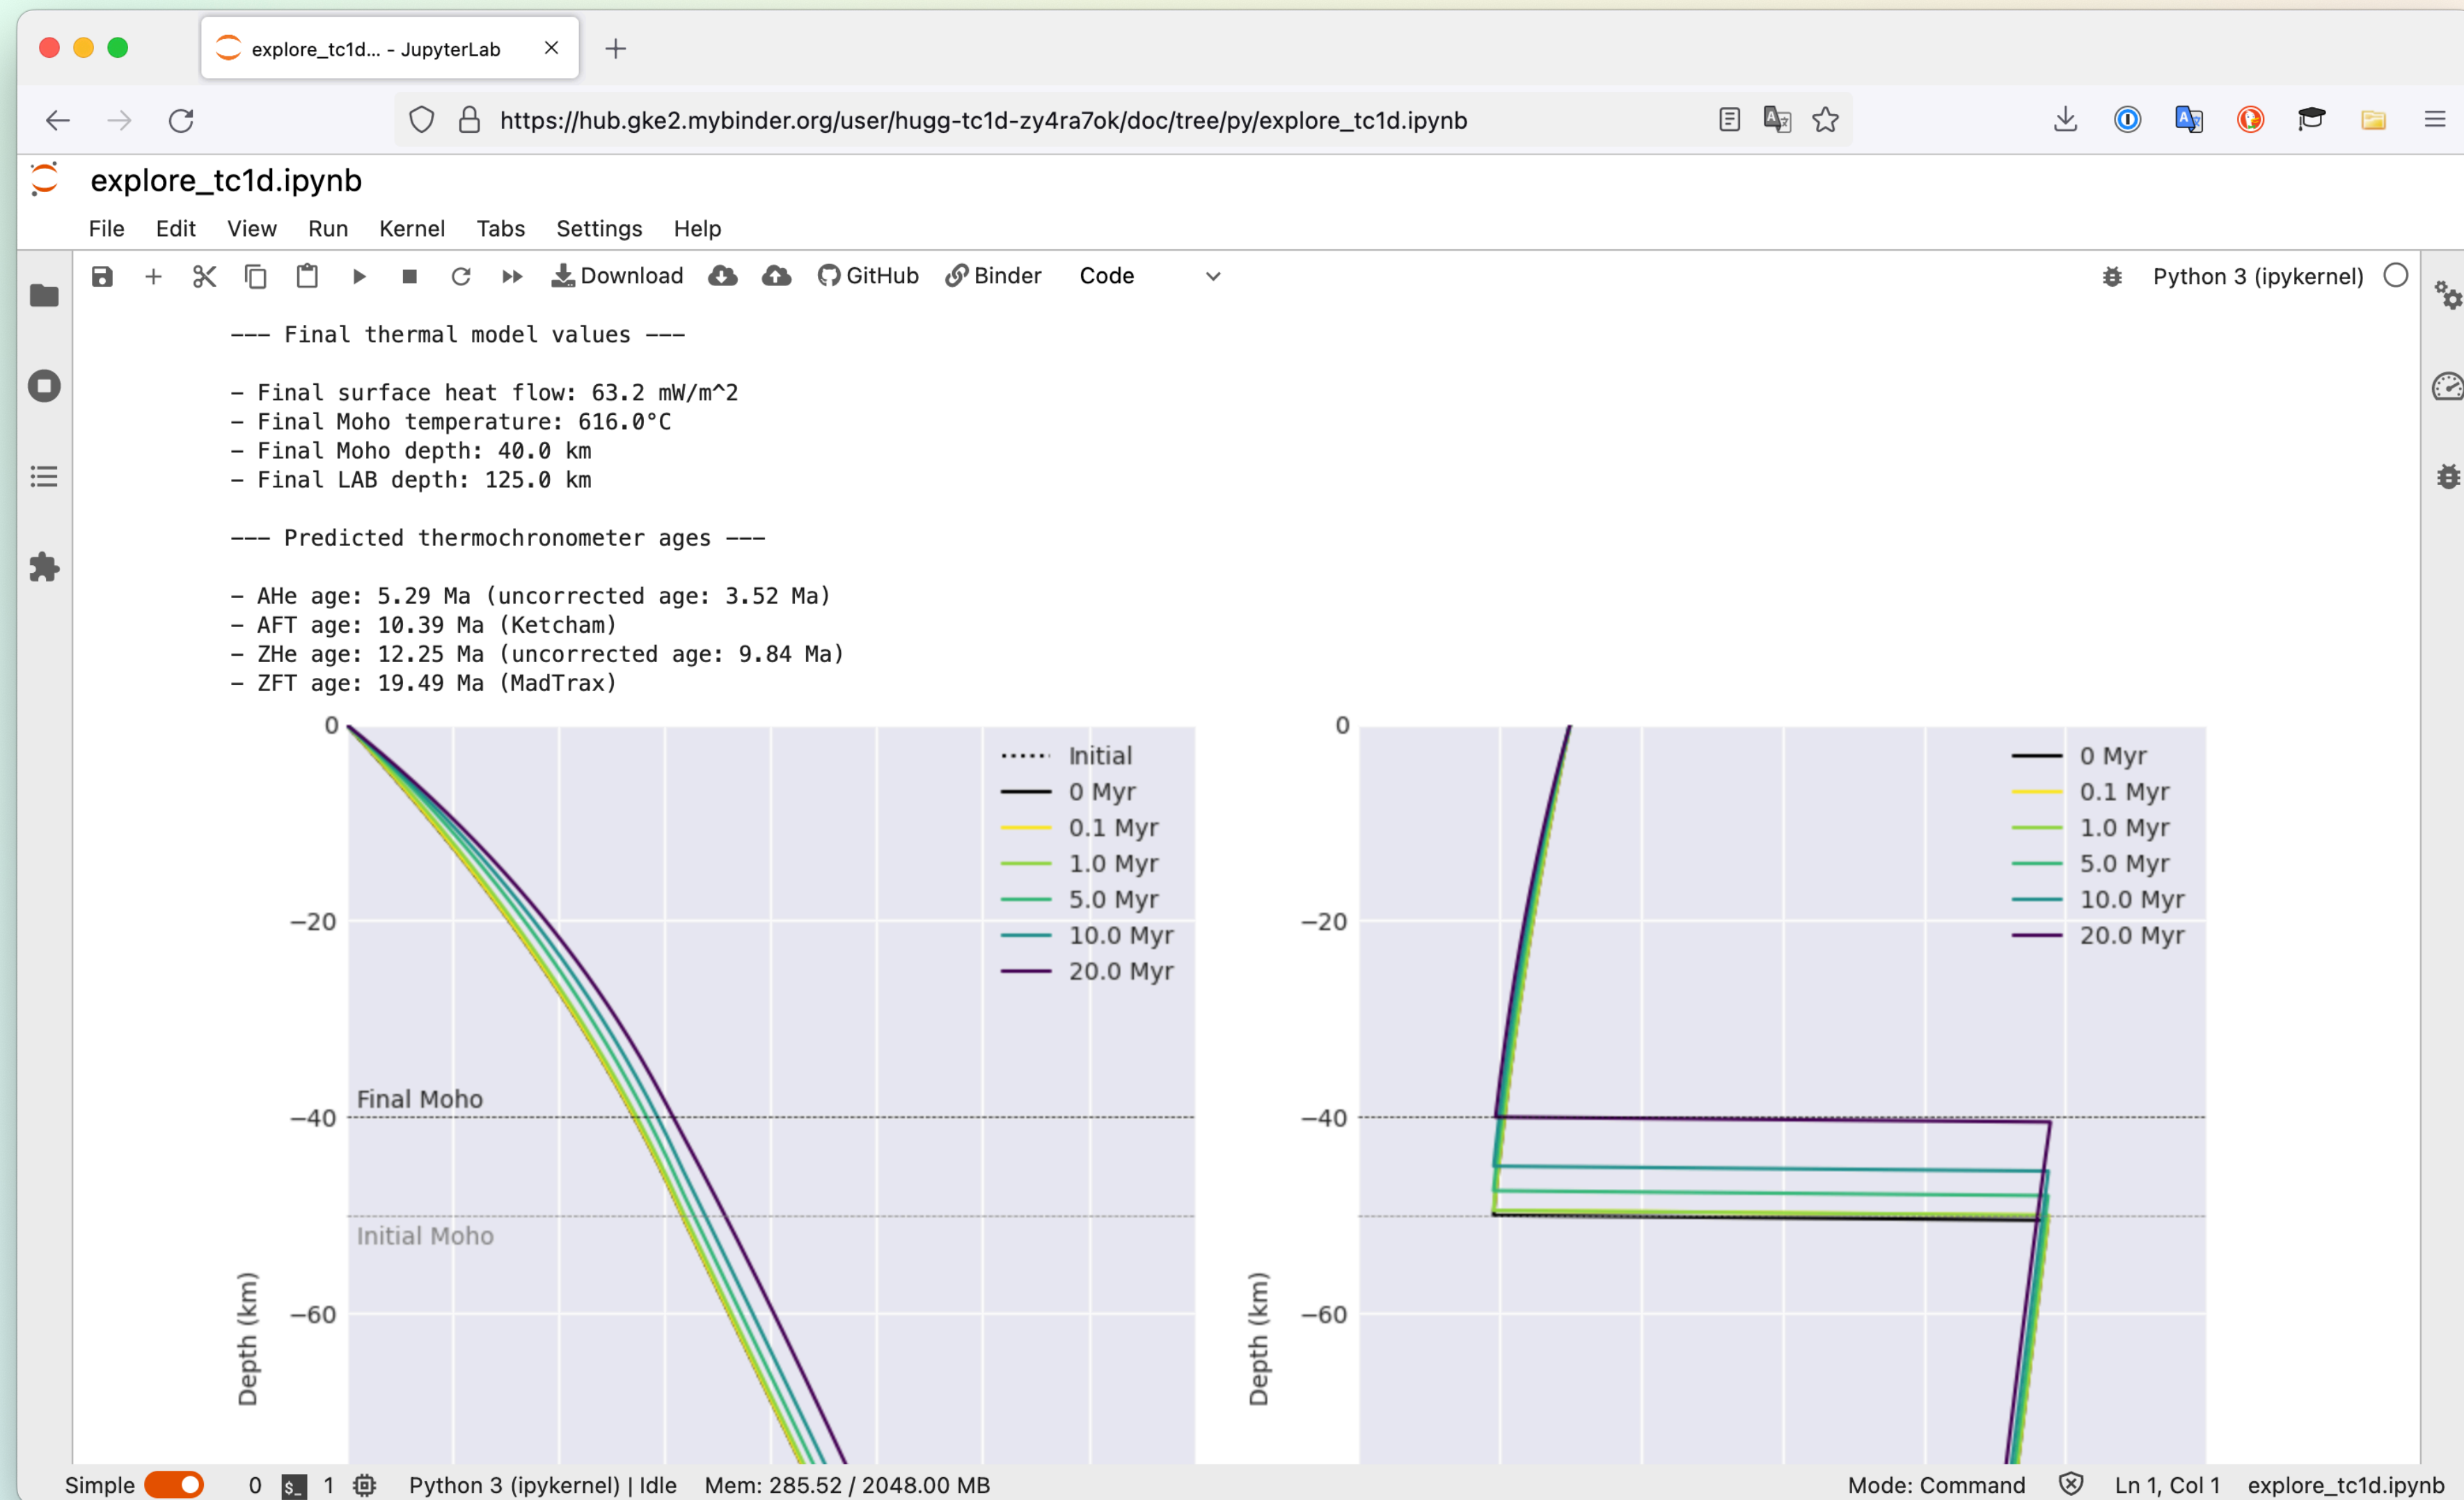 explore_tc1d... - JupyterLab
https://hub.gke2.mybinder.org/user/hugg-tc1d-zy4ra7ok/doc/tree/py/explore_tc1d.ipynb
explore_tc1d.ipynb
File Edit View Run Kernel Tabs Settings Help
Download GitHub Binder Code Python 3 (ipykernel)
--- Final thermal model values ---
- Final surface heat flow: 63.2 mW/m^2
- Final Moho temperature: 616.0°C
- Final Moho depth: 40.0 km
- Final LAB depth: 125.0 km
--- Predicted thermochronometer ages ---
- AHe age: 5.29 Ma (uncorrected age: 3.52 Ma)
- AFT age: 10.39 Ma (Ketcham)
- ZHe age: 12.25 Ma (uncorrected age: 9.84 Ma)
- ZFT age: 19.49 Ma (MadTrax)
0
−20
−40
−60
Depth (km)
Initial
0 Myr
0.1 Myr
1.0 Myr
5.0 Myr
10.0 Myr
20.0 Myr
Final Moho
Initial Moho
0
−20
−40
−60
Depth (km)
0 Myr
0.1 Myr
1.0 Myr
5.0 Myr
10.0 Myr
20.0 Myr
Simple 0 $_ 1 Python 3 (ipykernel) | Idle Mem: 285.52 / 2048.00 MB Mode: Command Ln 1, Col 1 explore_tc1d.ipynb